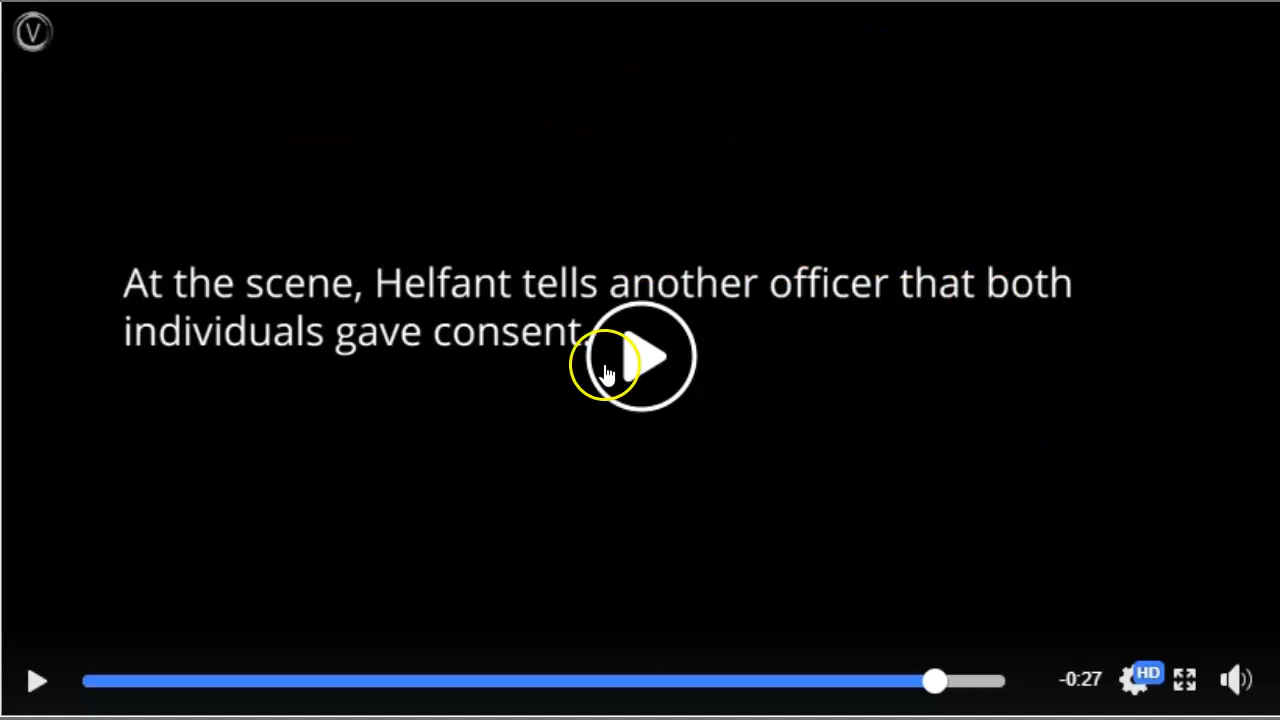 V
At the scene, Helfant tells another officer that both
individuals gave consent.
-0:27
HD